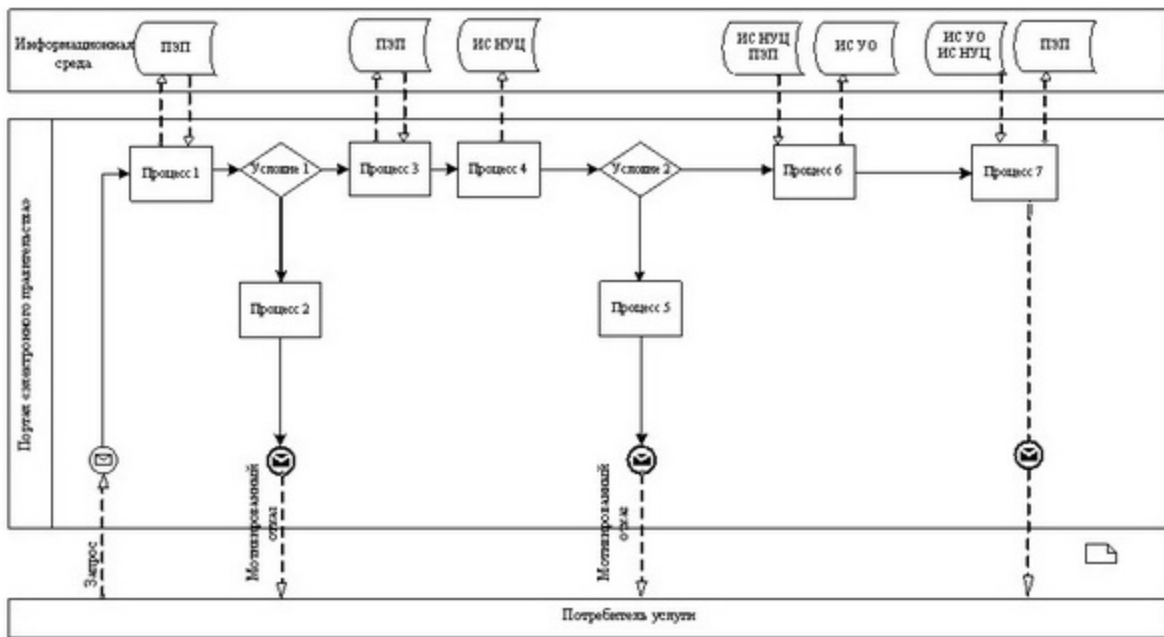 Информационная
среда
ПЭП
ПЭП
ИС НУЦ
ИС НУЦ
ПЭП
ИС УО
ИС УО
ИС НУЦ
ПЭП
Портал «электронного правительства»
Процесс 1
Условие 1
Процесс 3
Процесс 4
Условие 2
Процесс 6
Процесс 7
Процесс 2
Процесс 5
Запрос
Мотивированный
отказ
Мотивированный
отказ
Потребитель услуги